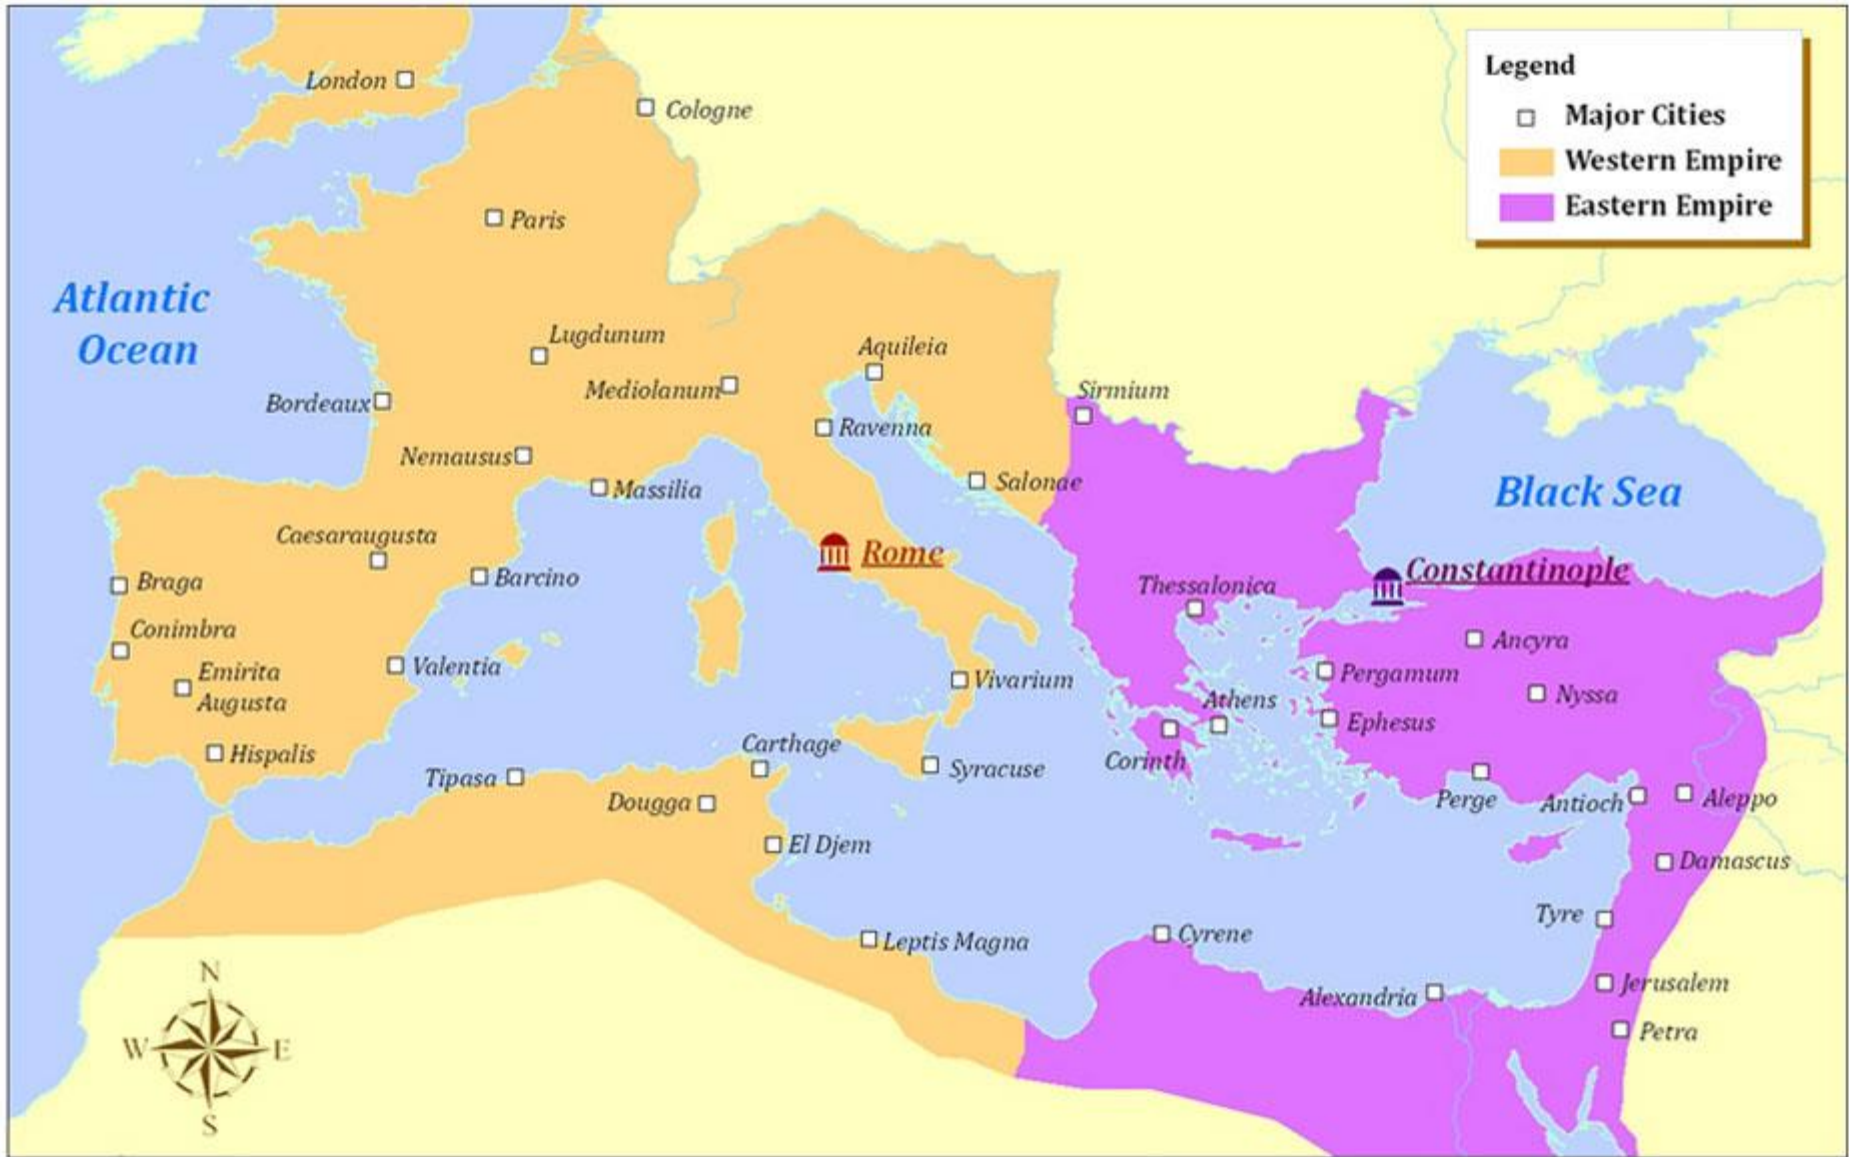 Legend
Major Cities
Western Empire
Eastern Empire
London
Cologne
Paris
Atlantic
Ocean
Lugdunum
Aquileia
Mediolanum
Bordeaux
Sirmium
Ravenna
Nemausus
Massilia
Salonae
Black Sea
Caesaraugusta
Rome
Constantinople
Braga
Barcino
Thessalonica
Conimbra
Ancyra
Emirita
Augusta
Valentia
Vivarium
Pergamum
Nyssa
Athens
Ephesus
Hispalis
Carthage
Corinth
Tipasa
Syracuse
Dougga
Perge
Antioch
Aleppo
El Djem
Damascus
Tyre
Leptis Magna
Cyrene
Alexandria
Jerusalem
Petra
N
W
E
S